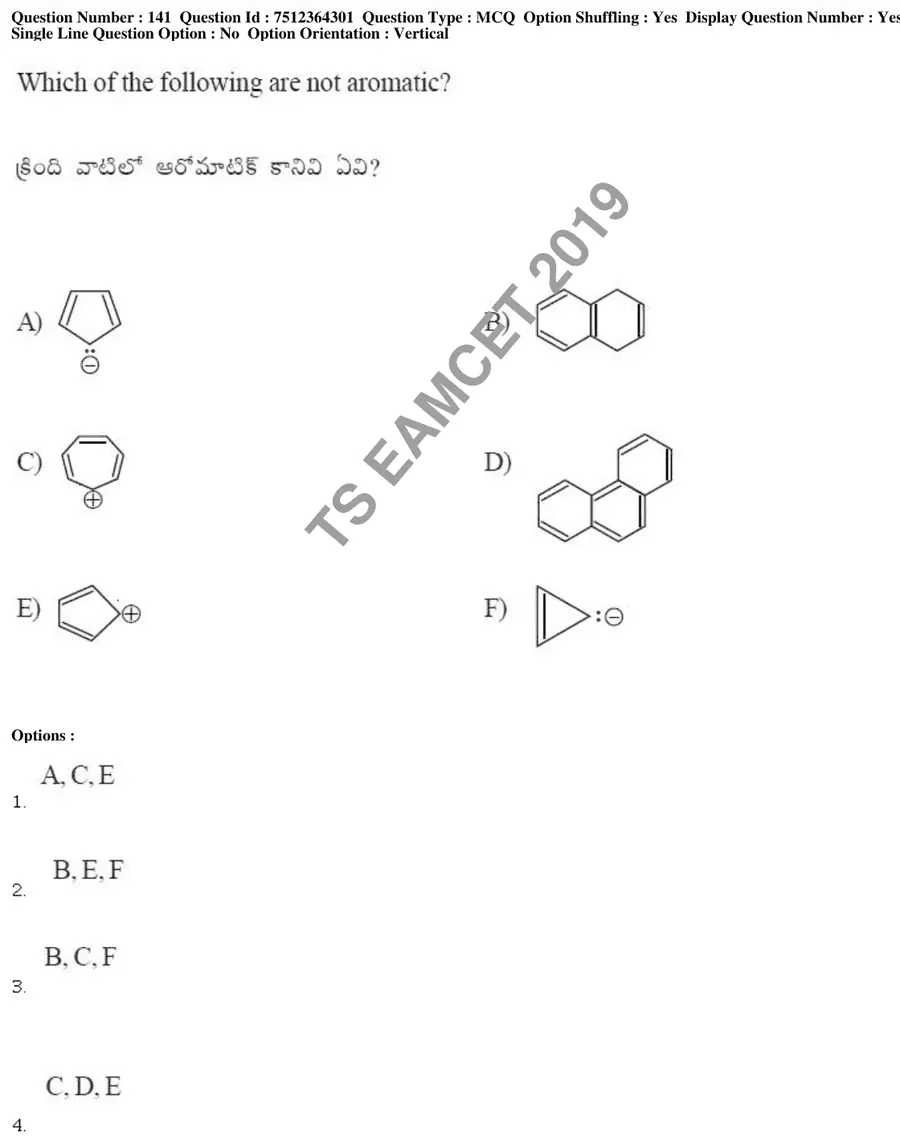 Question Number : 141 Question Id : 7512364301 Question Type : MCQ Option Shuffling : Yes Display Question Number : Yes
Single Line Question Option : No Option Orientation : Vertical
Which of the following are not aromatic?
క్రింది వాటిలో ఆరోమాటిక్ కానివి ఏవి?
TS EAMCET 2019
A)
B)
C)
D)
E)
F)
Options :
A, C, E
1.
B, E, F
2.
B, C, F
3.
C, D, E
4.